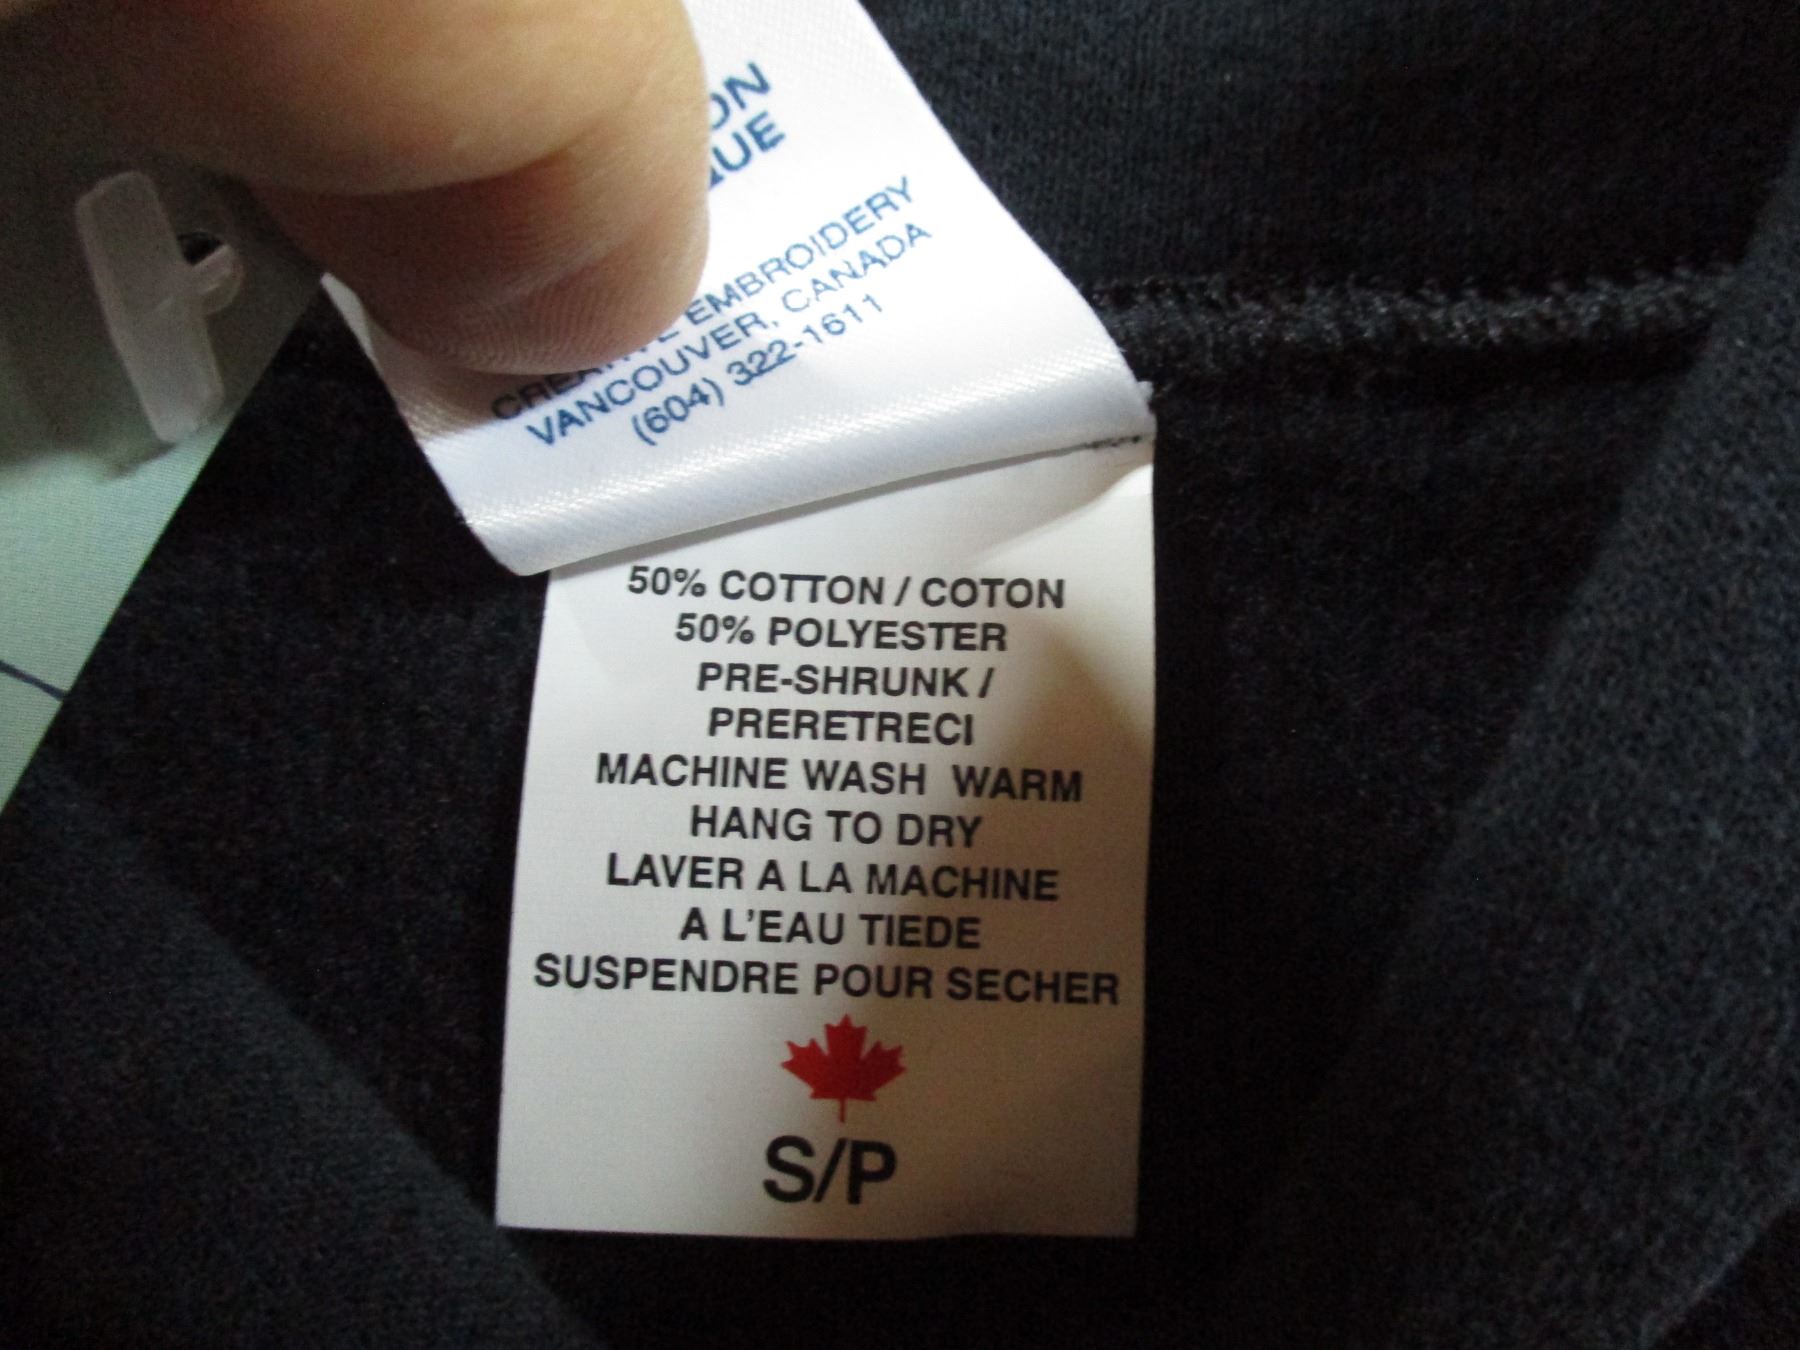 EMBROIDERY
VANCOUVER, CANADA
(604) 322-1611
50% COTTON / COTON
50% POLYESTER
PRE-SHRUNK /
PRERETRECI
MACHINE WASH WARM
HANG TO DRY
LAVER A LA MACHINE
A L'EAU TIEDE
SUSPENDRE POUR SECHER
S/P